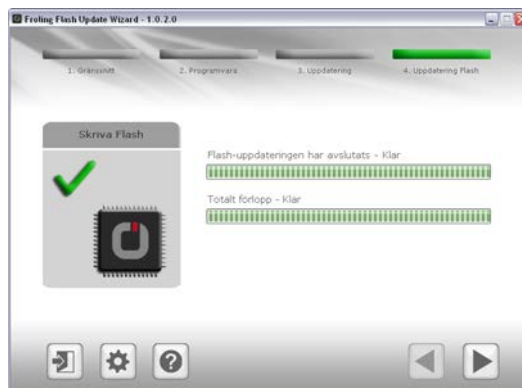 Froling Flash Update Wizard - 1.0.2.0
1. Gränssnitt
2. Programvara
3. Uppdatering
4. Uppdatering Flash
Skriva Flash
Flash-uppdateringen har avslutats - Klar
Totalt förlopp - Klar